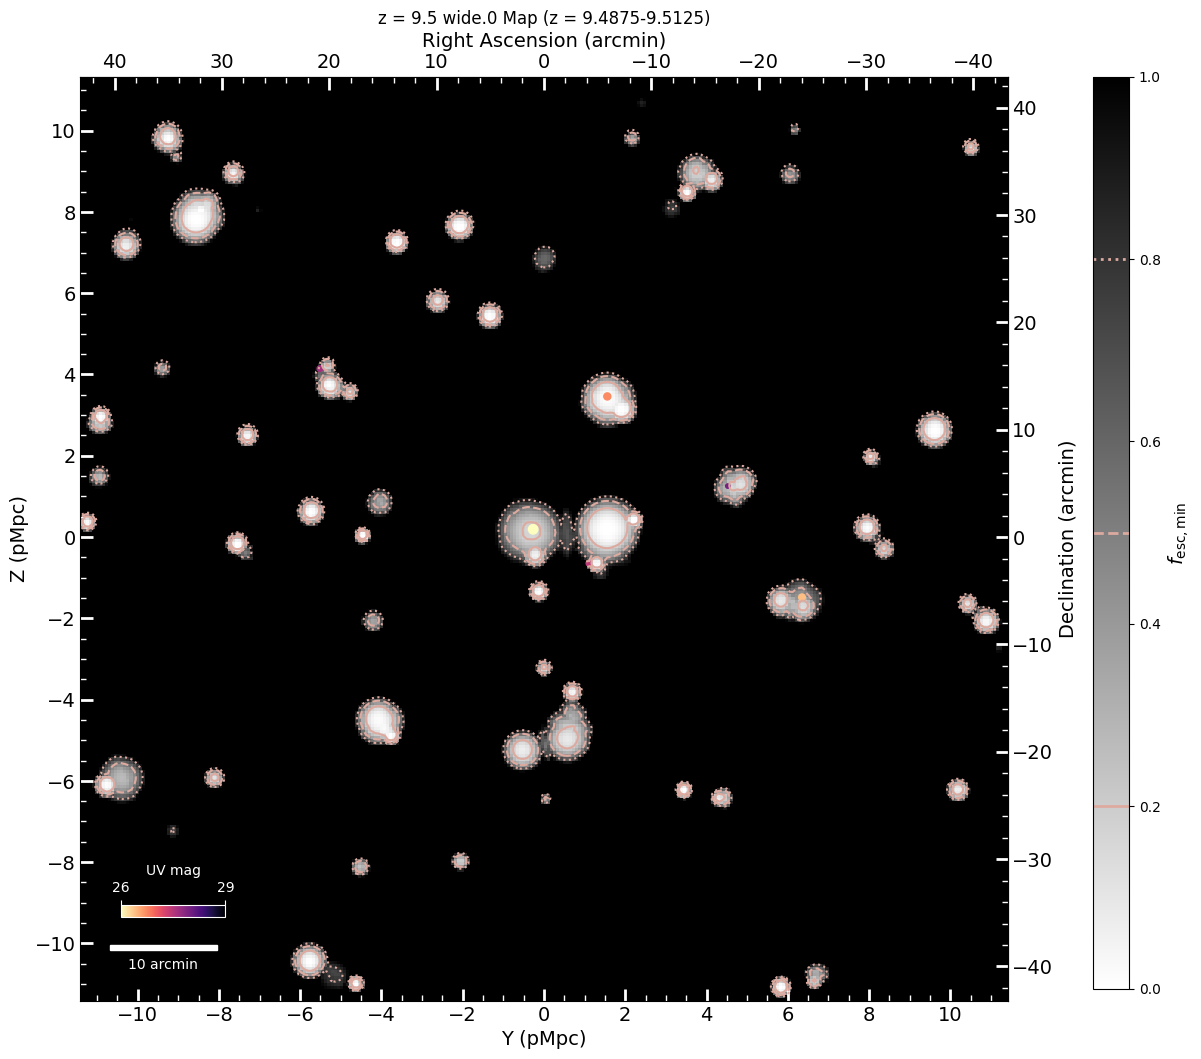 z = 9.5 wide.0 Map (z = 9.4875-9.5125)
Right Ascension (arcmin)
40 30 20 10 0 −10 −20 −30 −40
10
8
6
4
2
0
−2
−4
−6
−8
−10
Z (pMpc)
UV mag
26 29
10 arcmin
−10 −8 −6 −4 −2 0 2 4 6 8 10
Y (pMpc)
40
30
20
10
0
−10
−20
−30
−40
Declination (arcmin)
1.0
0.8
0.6
0.4
0.2
0.0
fesc,min